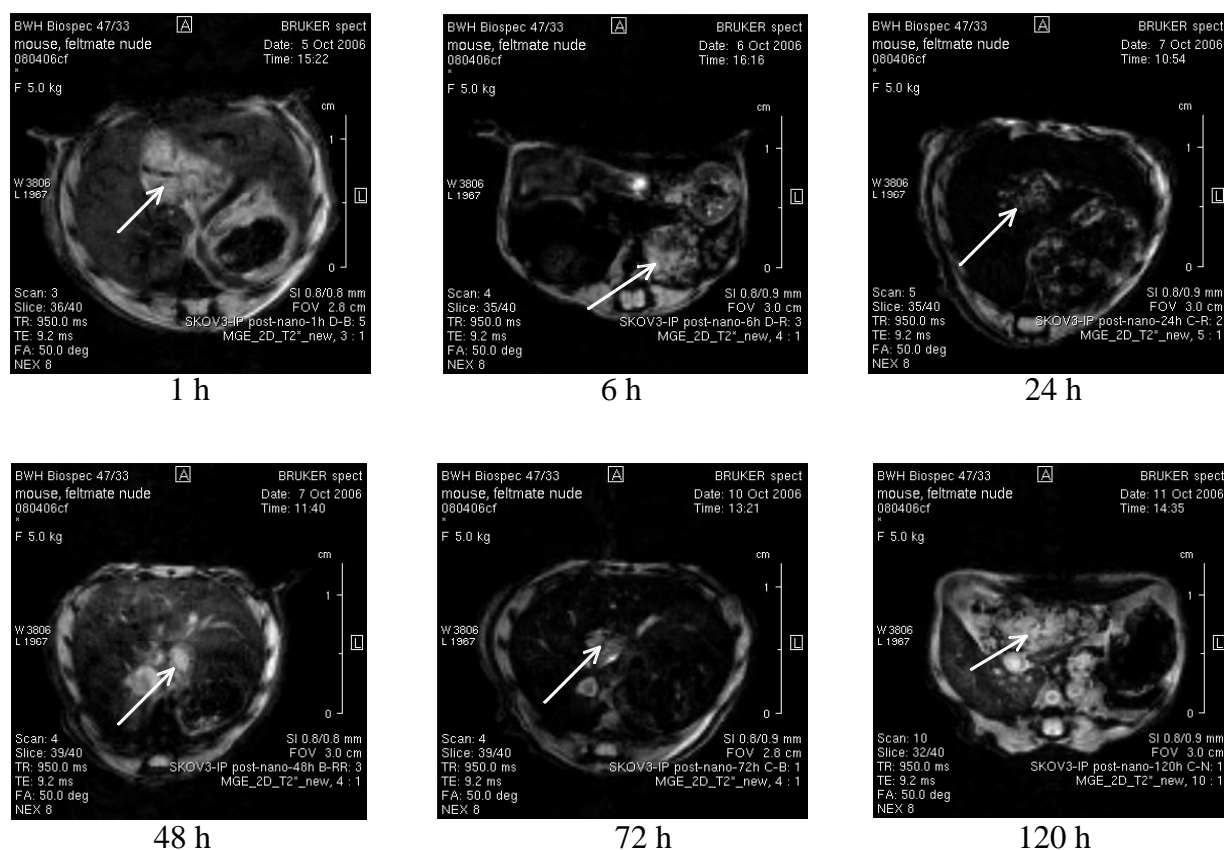 BWH Biospec 47/33 A BRUKER spect
mouse, feltmate nude Date: 5 Oct 2006
080406cf Time: 15:22
*
F 5.0 kg
cm
1
W 3806
L 1967 L
0
Scan: 3 SI 0.8/0.8 mm
Slice: 36/40 FOV 2.8 cm
TR: 950.0 ms SKOV3-IP post-nano-1h D-B: 5
TE: 9.2 ms MGE_2D_T2*_new, 3 : 1
FA: 50.0 deg
NEX 8
1 h
BWH Biospec 47/33 A BRUKER spect
mouse, feltmate nude Date: 6 Oct 2006
080406cf Time: 16:16
*
F 5.0 kg
cm
1
W 3806
L 1967 L
0
Scan: 4 SI 0.8/0.9 mm
Slice: 35/40 FOV 3.0 cm
TR: 950.0 ms SKOV3-IP post-nano-6h D-R: 3
TE: 9.2 ms MGE_2D_T2*_new, 4 : 1
FA: 50.0 deg
NEX 8
6 h
BWH Biospec 47/33 A BRUKER spect
mouse, feltmate nude Date: 7 Oct 2006
080406cf Time: 10:54
*
F 5.0 kg
cm
1
W 3806
L 1967 L
0
Scan: 5 SI 0.8/0.9 mm
Slice: 35/40 FOV 3.0 cm
TR: 950.0 ms SKOV3-IP post-nano-24h C-R: 2
TE: 9.2 ms MGE_2D_T2*_new, 5 : 1
FA: 50.0 deg
NEX 8
24 h
BWH Biospec 47/33 A BRUKER spect
mouse, feltmate nude Date: 7 Oct 2006
080406cf Time: 11:40
*
F 5.0 kg
cm
1
W 3806
L 1967 L
0
Scan: 4 SI 0.8/0.8 mm
Slice: 39/40 FOV 3.0 cm
TR: 950.0 ms SKOV3-IP post-nano-48h B-RR: 3
TE: 9.2 ms MGE_2D_T2*_new, 4 : 1
FA: 50.0 deg
NEX 8
48 h
BWH Biospec 47/33 A BRUKER spect
mouse, feltmate nude Date: 10 Oct 2006
080406cf Time: 13:21
*
F 5.0 kg
cm
1
W 3806
L 1967 L
0
Scan: 4 SI 0.8/0.9 mm
Slice: 39/40 FOV 2.8 cm
TR: 950.0 ms SKOV3-IP post-nano-72h C-B: 1
TE: 9.2 ms MGE_2D_T2*_new, 4 : 1
FA: 50.0 deg
NEX 8
72 h
BWH Biospec 47/33 A BRUKER spect
mouse, feltmate nude Date: 11 Oct 2006
080406cf Time: 14:35
*
F 5.0 kg
cm
1
W 3806
L 1967 L
0
Scan: 10 SI 0.8/0.9 mm
Slice: 32/40 FOV 3.0 cm
TR: 950.0 ms SKOV3-IP post-nano-120h C-N: 1
TE: 9.2 ms MGE_2D_T2*_new, 10 : 1
FA: 50.0 deg
NEX 8
120 h